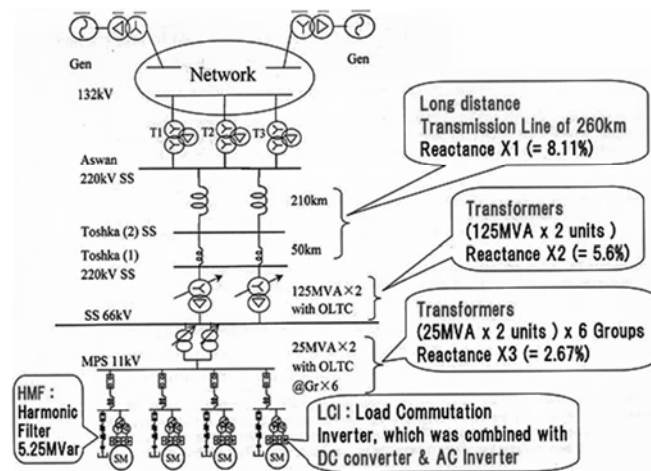 Gen
Network
Gen
132kV
T1
T2
T3
Aswan
220kV SS
210km
Toshka (2) SS
50km
Toshka (1)
220kV SS
125MVA×2
with OLTC
SS 66kV
25MVA×2
with OLTC
@Gr×6
MPS 11kV
SM
SM
SM
SM
Long distance
Transmission Line of 260km
Reactance X1 (= 8.11%)
Transformers
(125MVA x 2 units )
Reactance X2 (= 5.6%)
Transformers
(25MVA x 2 units ) x 6 Groups
Reactance X3 (= 2.67%)
HMF :
Harmonic
Filter
5.25MVar
LCI : Load Commutation
Inverter, which was combined with
DC converter & AC Inverter